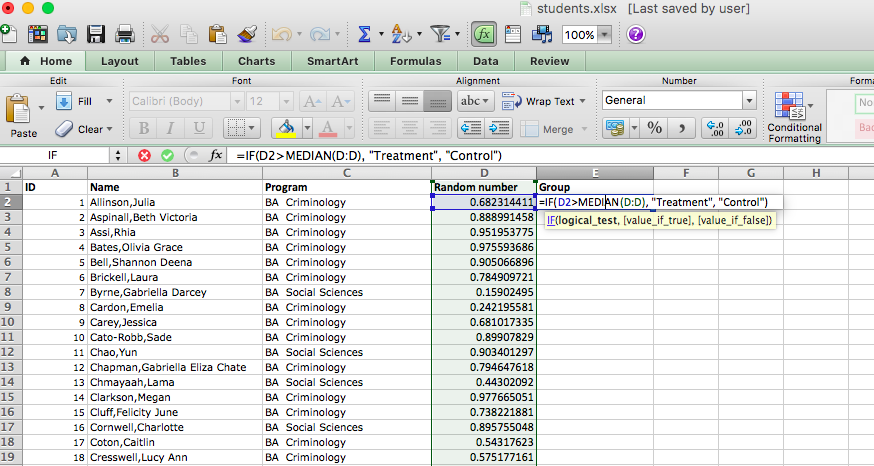 students.xlsx [Last saved by user]
100%
Home Layout Tables Charts SmartArt Formulas Data Review
Edit Font Alignment Number
Fill Calibri (Body) 12 A A abc Wrap Text General
Paste Clear B I U A Merge % Conditional Formatting
IF fx =IF(D2>MEDIAN(D:D), "Treatment", "Control")
A B C D E F G H
1 ID Name Program Random number Group
2 1 Allinson,Julia BA Criminology 0.682314411 =IF(D2>MEDIAN(D:D), "Treatment", "Control")
IF(logical_test, [value_if_true], [value_if_false])
3 2 Aspinall,Beth Victoria BA Criminology 0.888991458
4 3 Assi,Rhia BA Criminology 0.951953775
5 4 Bates,Olivia Grace BA Criminology 0.975593686
6 5 Bell,Shannon Deena BA Criminology 0.905066896
7 6 Brickell,Laura BA Criminology 0.784909721
8 7 Byrne,Gabriella Darcey BA Social Sciences 0.15902495
9 8 Cardon,Emelia BA Criminology 0.242195581
10 9 Carey,Jessica BA Criminology 0.681017335
11 10 Cato-Robb,Sade BA Criminology 0.89907829
12 11 Chao,Yun BA Social Sciences 0.903401297
13 12 Chapman,Gabriella Eliza Chate BA Criminology 0.794647618
14 13 Chmayaah,Lama BA Social Sciences 0.44302092
15 14 Clarkson,Megan BA Criminology 0.977665051
16 15 Cluff,Felicity June BA Criminology 0.738221881
17 16 Cornwell,Charlotte BA Social Sciences 0.895755048
18 17 Coton,Caitlin BA Criminology 0.54317623
19 18 Cresswell,Lucy Ann BA Criminology 0.575177161